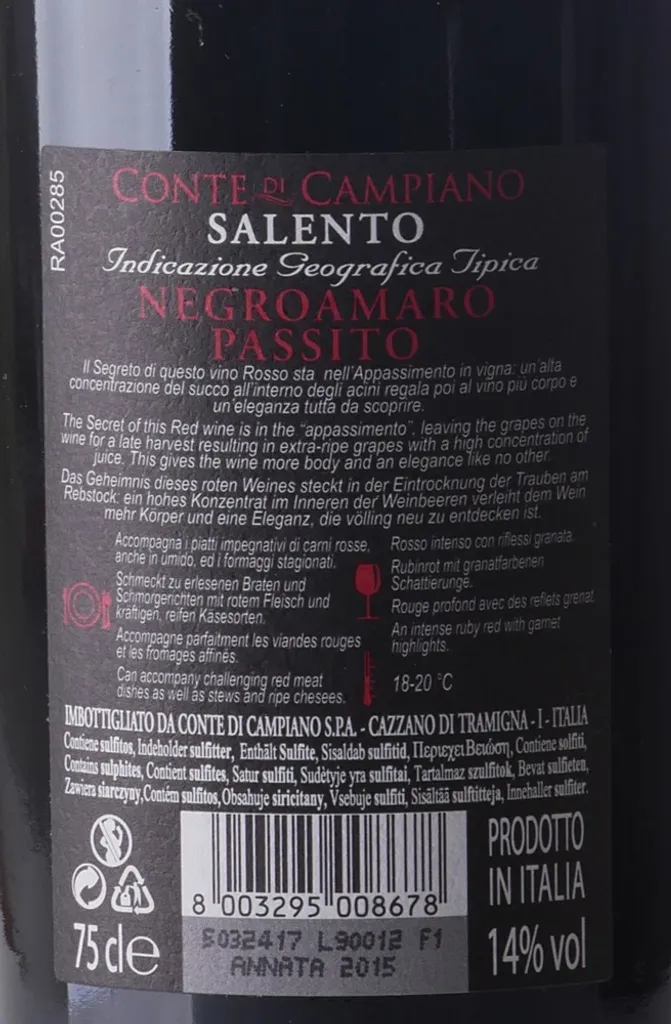 RA00285
CONTE DI CAMPIANO
SALENTO
Indicazione Geografica Tipica
NEGROAMARO
PASSITO
Il Segreto di questo vino Rosso sta nell'Appassimento in vigna: un'alta
concentrazione del succo all'interno degli acini regala poi al vino più corpo e
un'eleganza tutta da scoprire.
The Secret of this Red wine is in the "appassimento", leaving the grapes on the
wine for a late harvest resulting in extra-ripe grapes with a high concentration of
juice. This gives the wine more body and an elegance like no other.
Das Geheimnis dieses roten Weines steckt in der Eintrocknung der Trauben am
Rebstock: ein hohes Konzentrat im Inneren der Weinbeeren verleiht dem Wein
mehr Körper und eine Eleganz, die völling neu zu entdecken ist.
Accompagna i piatti impegnativi di carni rosse,
anche in umido, ed i formaggi stagionati.
Schmeckt zu erlesenen Braten und
Schmorgerichten mit rotem Fleisch und
kräftigen, reifen Käsesorten.
Accompagne parfaitment les viandes rouges
et les fromages affinés.
Can accompany challenging red meat
dishes as well as stews and ripe chesees.
Rosso intenso con riflessi granata.
Rubinrot mit granatfarbenen
Schattierunge.
Rouge profond avec des reflets grenat.
An intense ruby red with garnet
highlights.
18-20 °C
IMBOTTIGLIATO DA CONTE DI CAMPIANO S.P.A. - CAZZANO DI TRAMIGNA - I - ITALIA
Contiene sulfitos, Indeholder sulfitter, Enthält Sulfite, Sisaldab sulfitid, ΠεριεχειΒειώση, Contiene solfiti,
Contains sulphites, Contient sulfites, Satur sulfiti, Sudėtyje yra sulfitai, Tartalmaz szulfitok, Bevat sulfieten,
Zawiera siarczyny, Contém sulfitos, Obsahuje siricitany, Vsebuje sulfiti, Sisältää sulfiitteja, Innehaller sulfiter.
8 003295 008678
PRODOTTO
IN ITALIA
75 cl e
5032417 L90012 F1
ANNATA 2015
14% vol